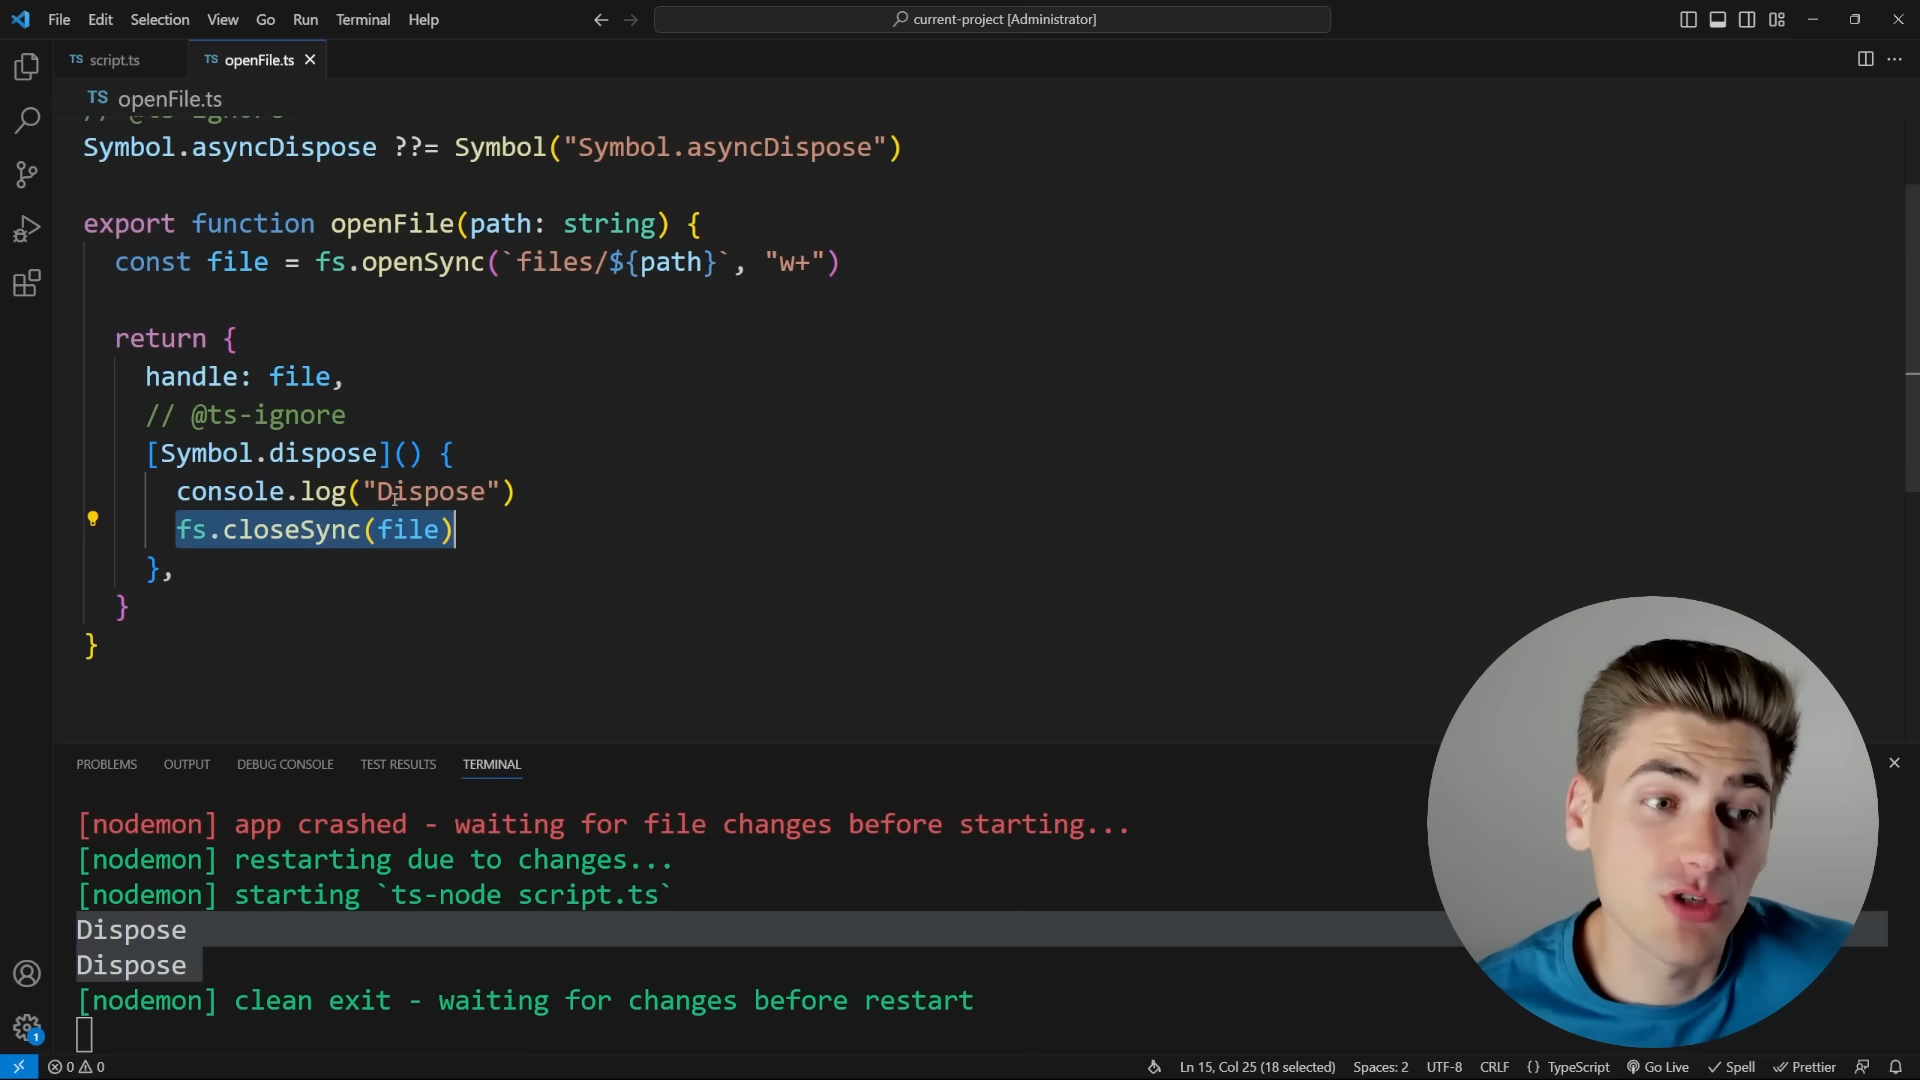 File Edit Selection View Go Run Terminal Help
current-project [Administrator]
TS script.ts
TS openFile.ts
TS openFile.ts
// @ts-ignore
Symbol.asyncDispose ??= Symbol("Symbol.asyncDispose")
export function openFile(path: string) {
const file = fs.openSync(`files/${path}`, "w+")
return {
handle: file,
// @ts-ignore
[Symbol.dispose]() {
console.log("Dispose")
fs.closeSync(file)
},
}
}
PROBLEMS OUTPUT DEBUG CONSOLE TEST RESULTS TERMINAL
[nodemon] app crashed - waiting for file changes before starting...
[nodemon] restarting due to changes...
[nodemon] starting `ts-node script.ts`
Dispose
Dispose
[nodemon] clean exit - waiting for changes before restart
1
0 0 Ln 15, Col 25 (18 selected) Spaces: 2 UTF-8 CRLF {} TypeScript Go Live Spell Prettier